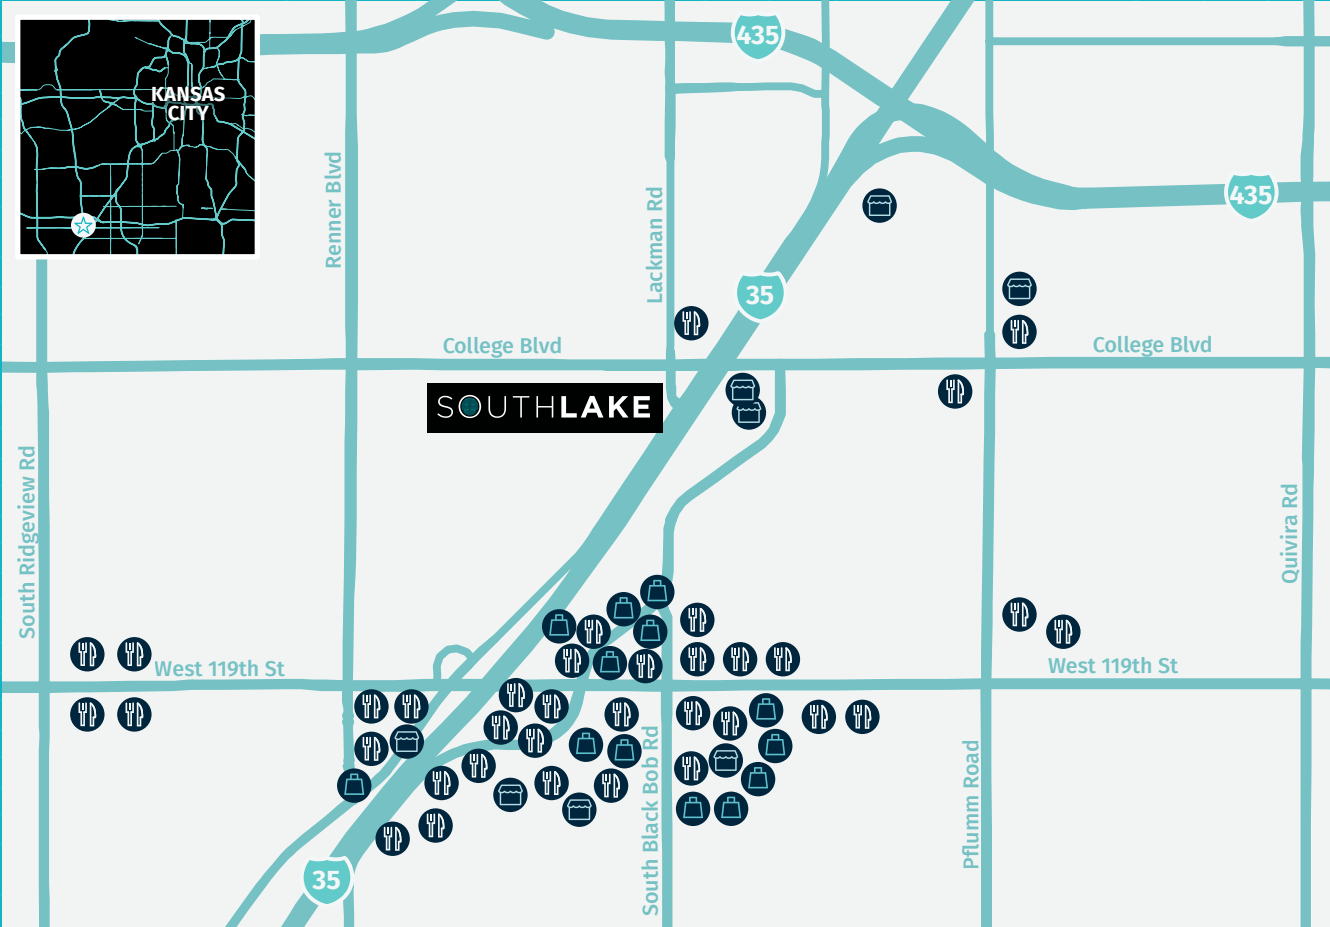 435
KANSAS
CITY
Renner Blvd
Lackman Rd
435
35
College Blvd
College Blvd
SOUTHLAKE
South Ridgeview Rd
Quivira Rd
West 119th St
West 119th St
South Black Bob Rd
Pflumm Road
35